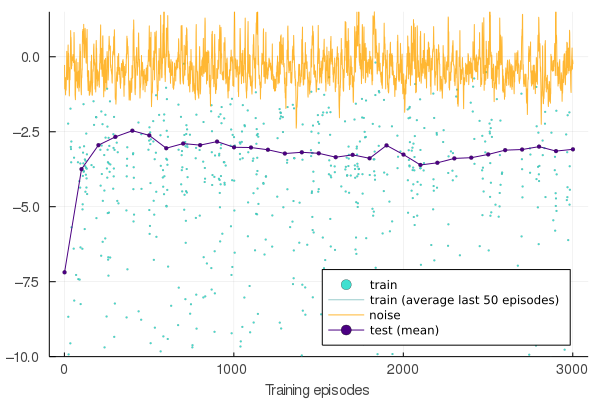 0.0
−2.5
−5.0
−7.5
−10.0
0
1000
2000
3000
Training episodes
train
train (average last 50 episodes)
noise
test (mean)